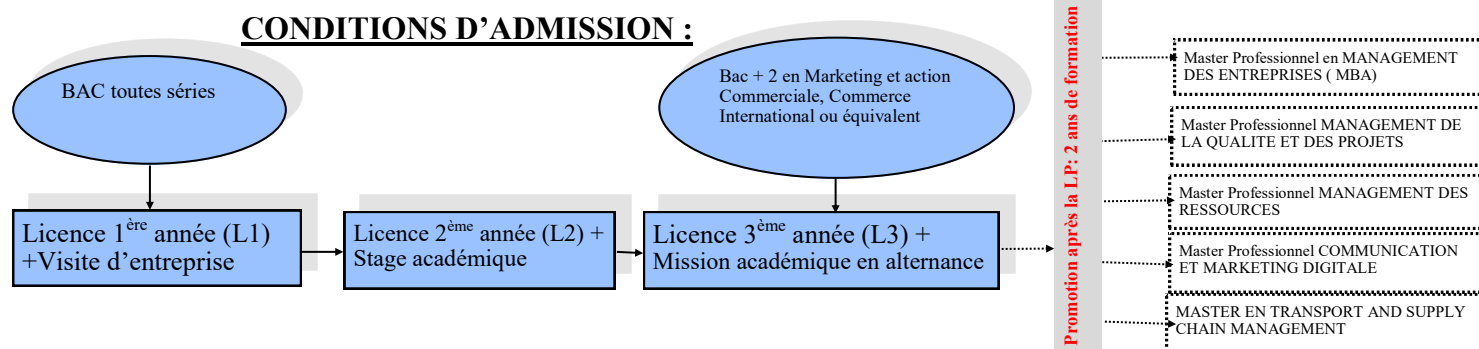 CONDITIONS D’ADMISSION :
BAC toutes séries
Bac + 2 en Marketing et action
Commerciale, Commerce
International ou équivalent
Licence 1ère année (L1)
+Visite d’entreprise
Licence 2ème année (L2) +
Stage académique
Licence 3ème année (L3) +
Mission académique en alternance
Promotion après la LP: 2 ans de formation
Master Professionnel en MANAGEMENT
DES ENTREPRISES ( MBA)
Master Professionnel MANAGEMENT DE
LA QUALITE ET DES PROJETS
Master Professionnel MANAGEMENT DES
RESSOURCES
Master Professionnel COMMUNICATION
ET MARKETING DIGITALE
MASTER EN TRANSPORT AND SUPPLY
CHAIN MANAGEMENT